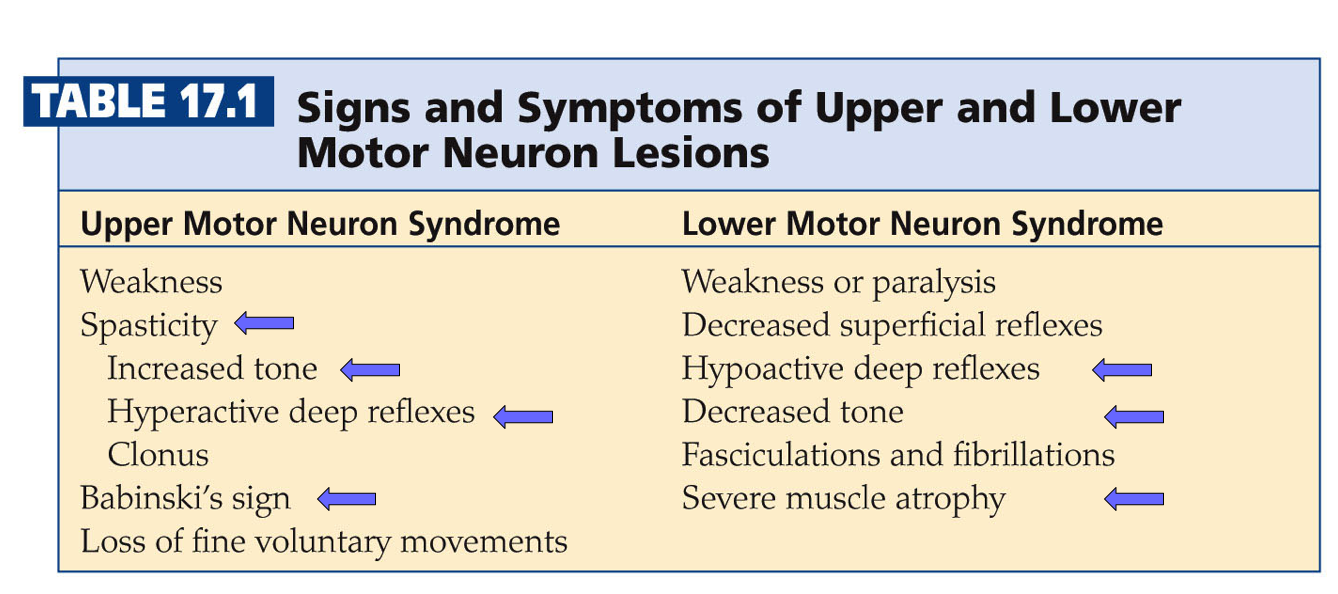 TABLE 17.1
Signs and Symptoms of Upper and Lower
Motor Neuron Lesions
Upper Motor Neuron Syndrome
Weakness
Spasticity
Increased tone
Hyperactive deep reflexes
Clonus
Babinski’s sign
Loss of fine voluntary movements
Lower Motor Neuron Syndrome
Weakness or paralysis
Decreased superficial reflexes
Hypoactive deep reflexes
Decreased tone
Fasciculations and fibrillations
Severe muscle atrophy